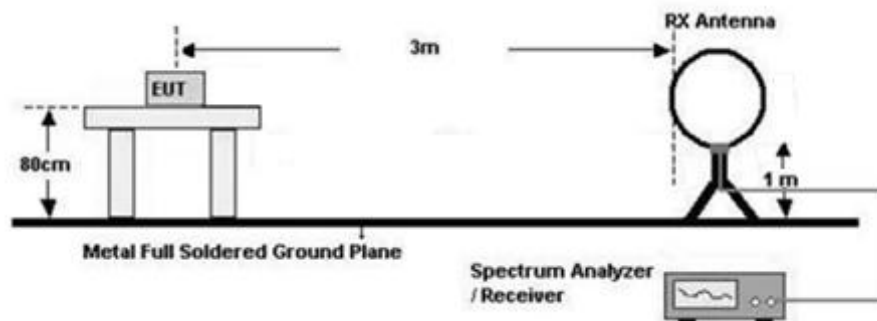 RX Antenna
3m
EUT
80cm
1 m
Metal Full Soldered Ground Plane
Spectrum Analyzer
/ Receiver